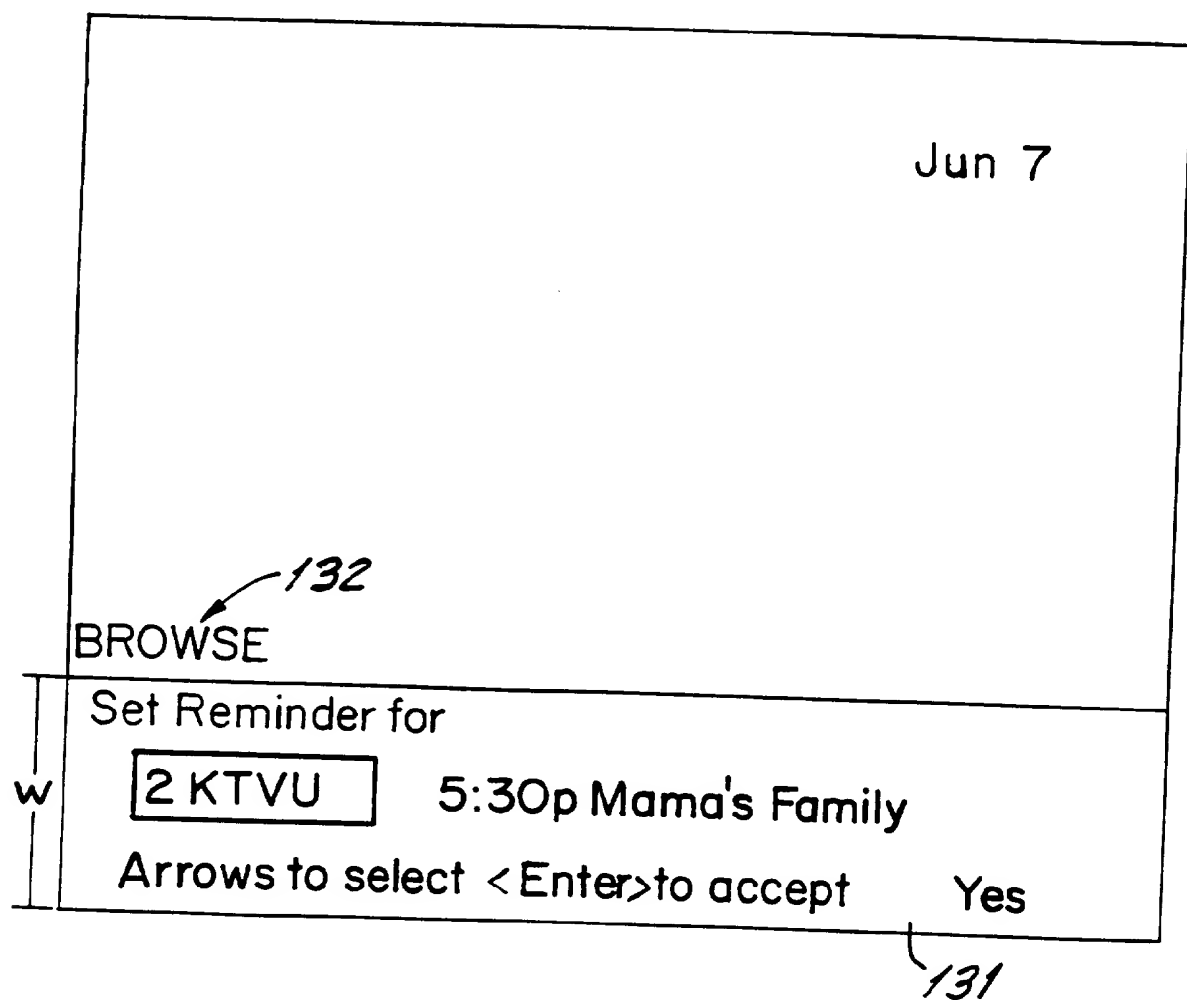 Jun 7
132
BROWSE
Set Reminder for
W
2 KTVU 5:30p Mama's Family
Arrows to select <Enter>to accept Yes
131